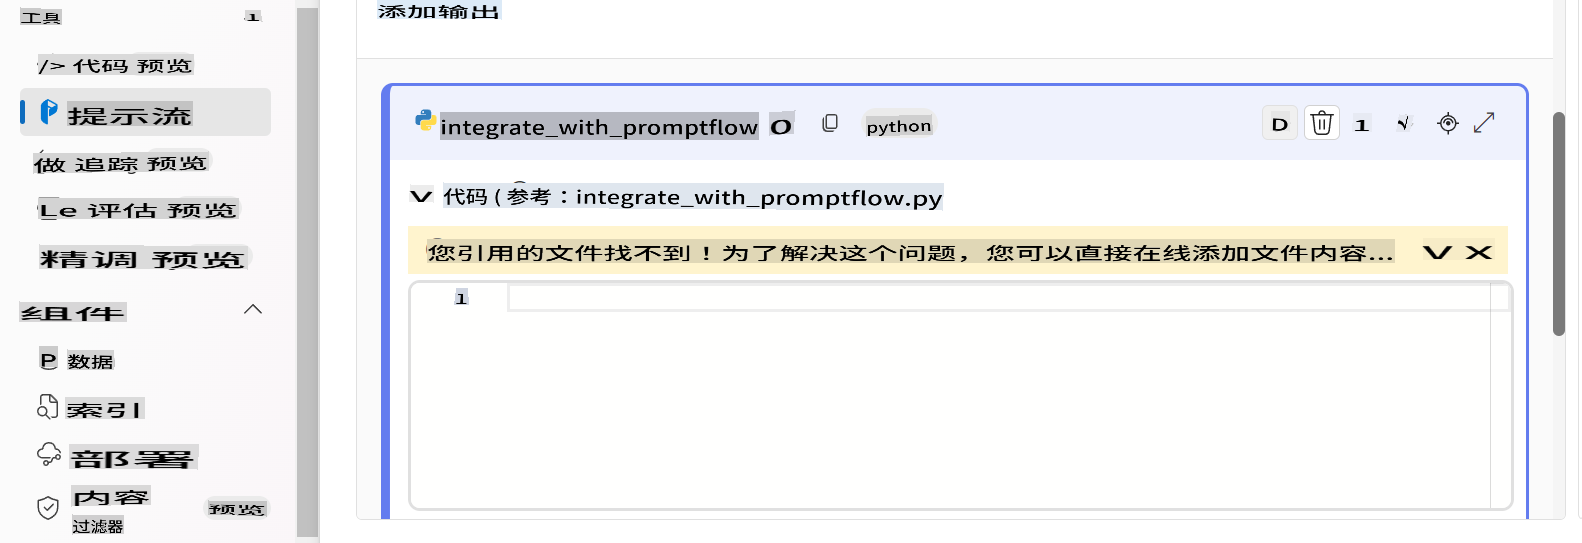 工具 1
/> 代码 预览
提示流
做 追踪 预览
Le 评估 预览
精调 预览
组件
P 数据
索引
部署
内容
过滤器
预览
添加输出
integrate_with_promptflow O
python
D 1 √
V 代码 ( 参考：integrate_with_promptflow.py
您引用的文件找不到！为了解决这个问题，您可以直接在线添加文件内容... V X
1